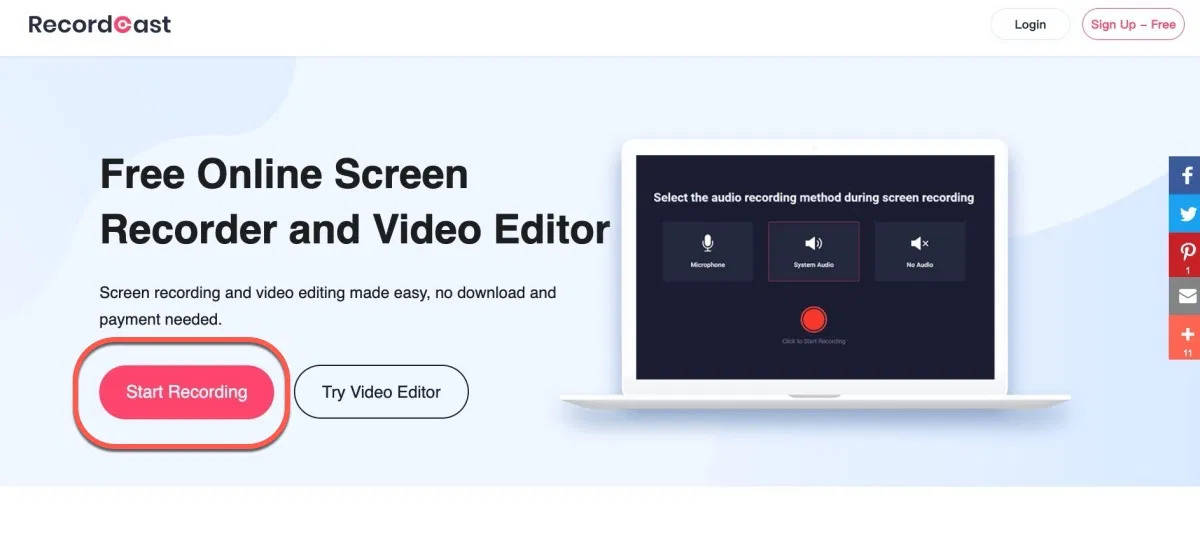 RecordCast
Login
Sign Up – Free
Free Online Screen
Recorder and Video Editor
Screen recording and video editing made easy, no download and
payment needed.
Start Recording
Try Video Editor
Select the audio recording method during screen recording
Microphone
System Audio
No Audio
Click to Start Recording
1
11